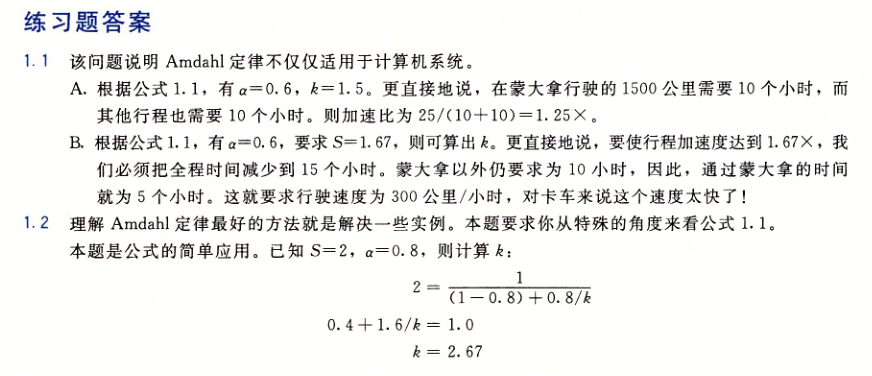 练习题答案
1.1 该问题说明 Amdahl 定律不仅仅适用于计算机系统。
A. 根据公式 1.1，有 α=0.6，k=1.5。更直接地说，在蒙大拿行驶的 1500 公里需要 10 个小时，而
其他行程也需要 10 个小时。则加速比为 25/(10+10)=1.25×。
B. 根据公式 1.1，有 α=0.6，要求 S=1.67，则可算出 k。更直接地说，要使行程加速度达到 1.67×，我
们必须把全程时间减少到 15 个小时。蒙大拿以外仍要求为 10 小时，因此，通过蒙大拿的时间
就为 5 个小时。这就要求行驶速度为 300 公里/小时，对卡车来说这个速度太快了！
1.2 理解 Amdahl 定律最好的方法就是解决一些实例。本题要求你从特殊的角度来看公式 1.1。
本题是公式的简单应用。已知 S=2，α=0.8，则计算 k：
2 = 1/((1-0.8)+0.8/k)
0.4+1.6/k = 1.0
k = 2.67